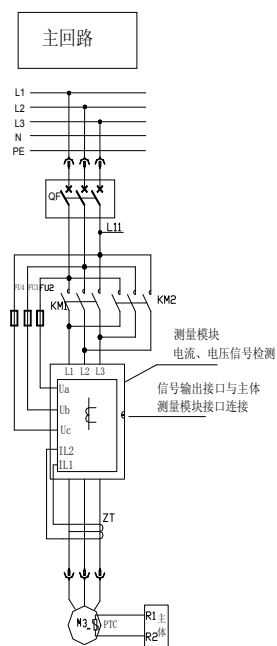 主回路
L1
L2
L3
N
PE
QF
L11
FU4 FU3 FU2
KM1
KM2
测量模块
电流、电压信号检测
L1 L2 L3
信号输出接口与主体
测量模块接口连接
Ua
Ub
Uc
IL2
IL1
ZT
M3
PTC
R1
R2
主体